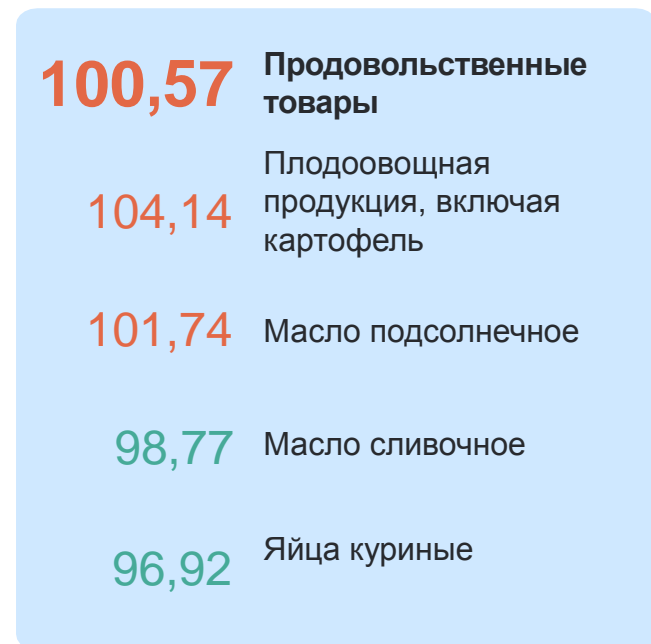 100,57 Продовольственные
товары
Плодоовощная
104,14 продукция, включая
картофель
101,74 Масло подсолнечное
98,77 Масло сливочное
96,92 Яйца куриные